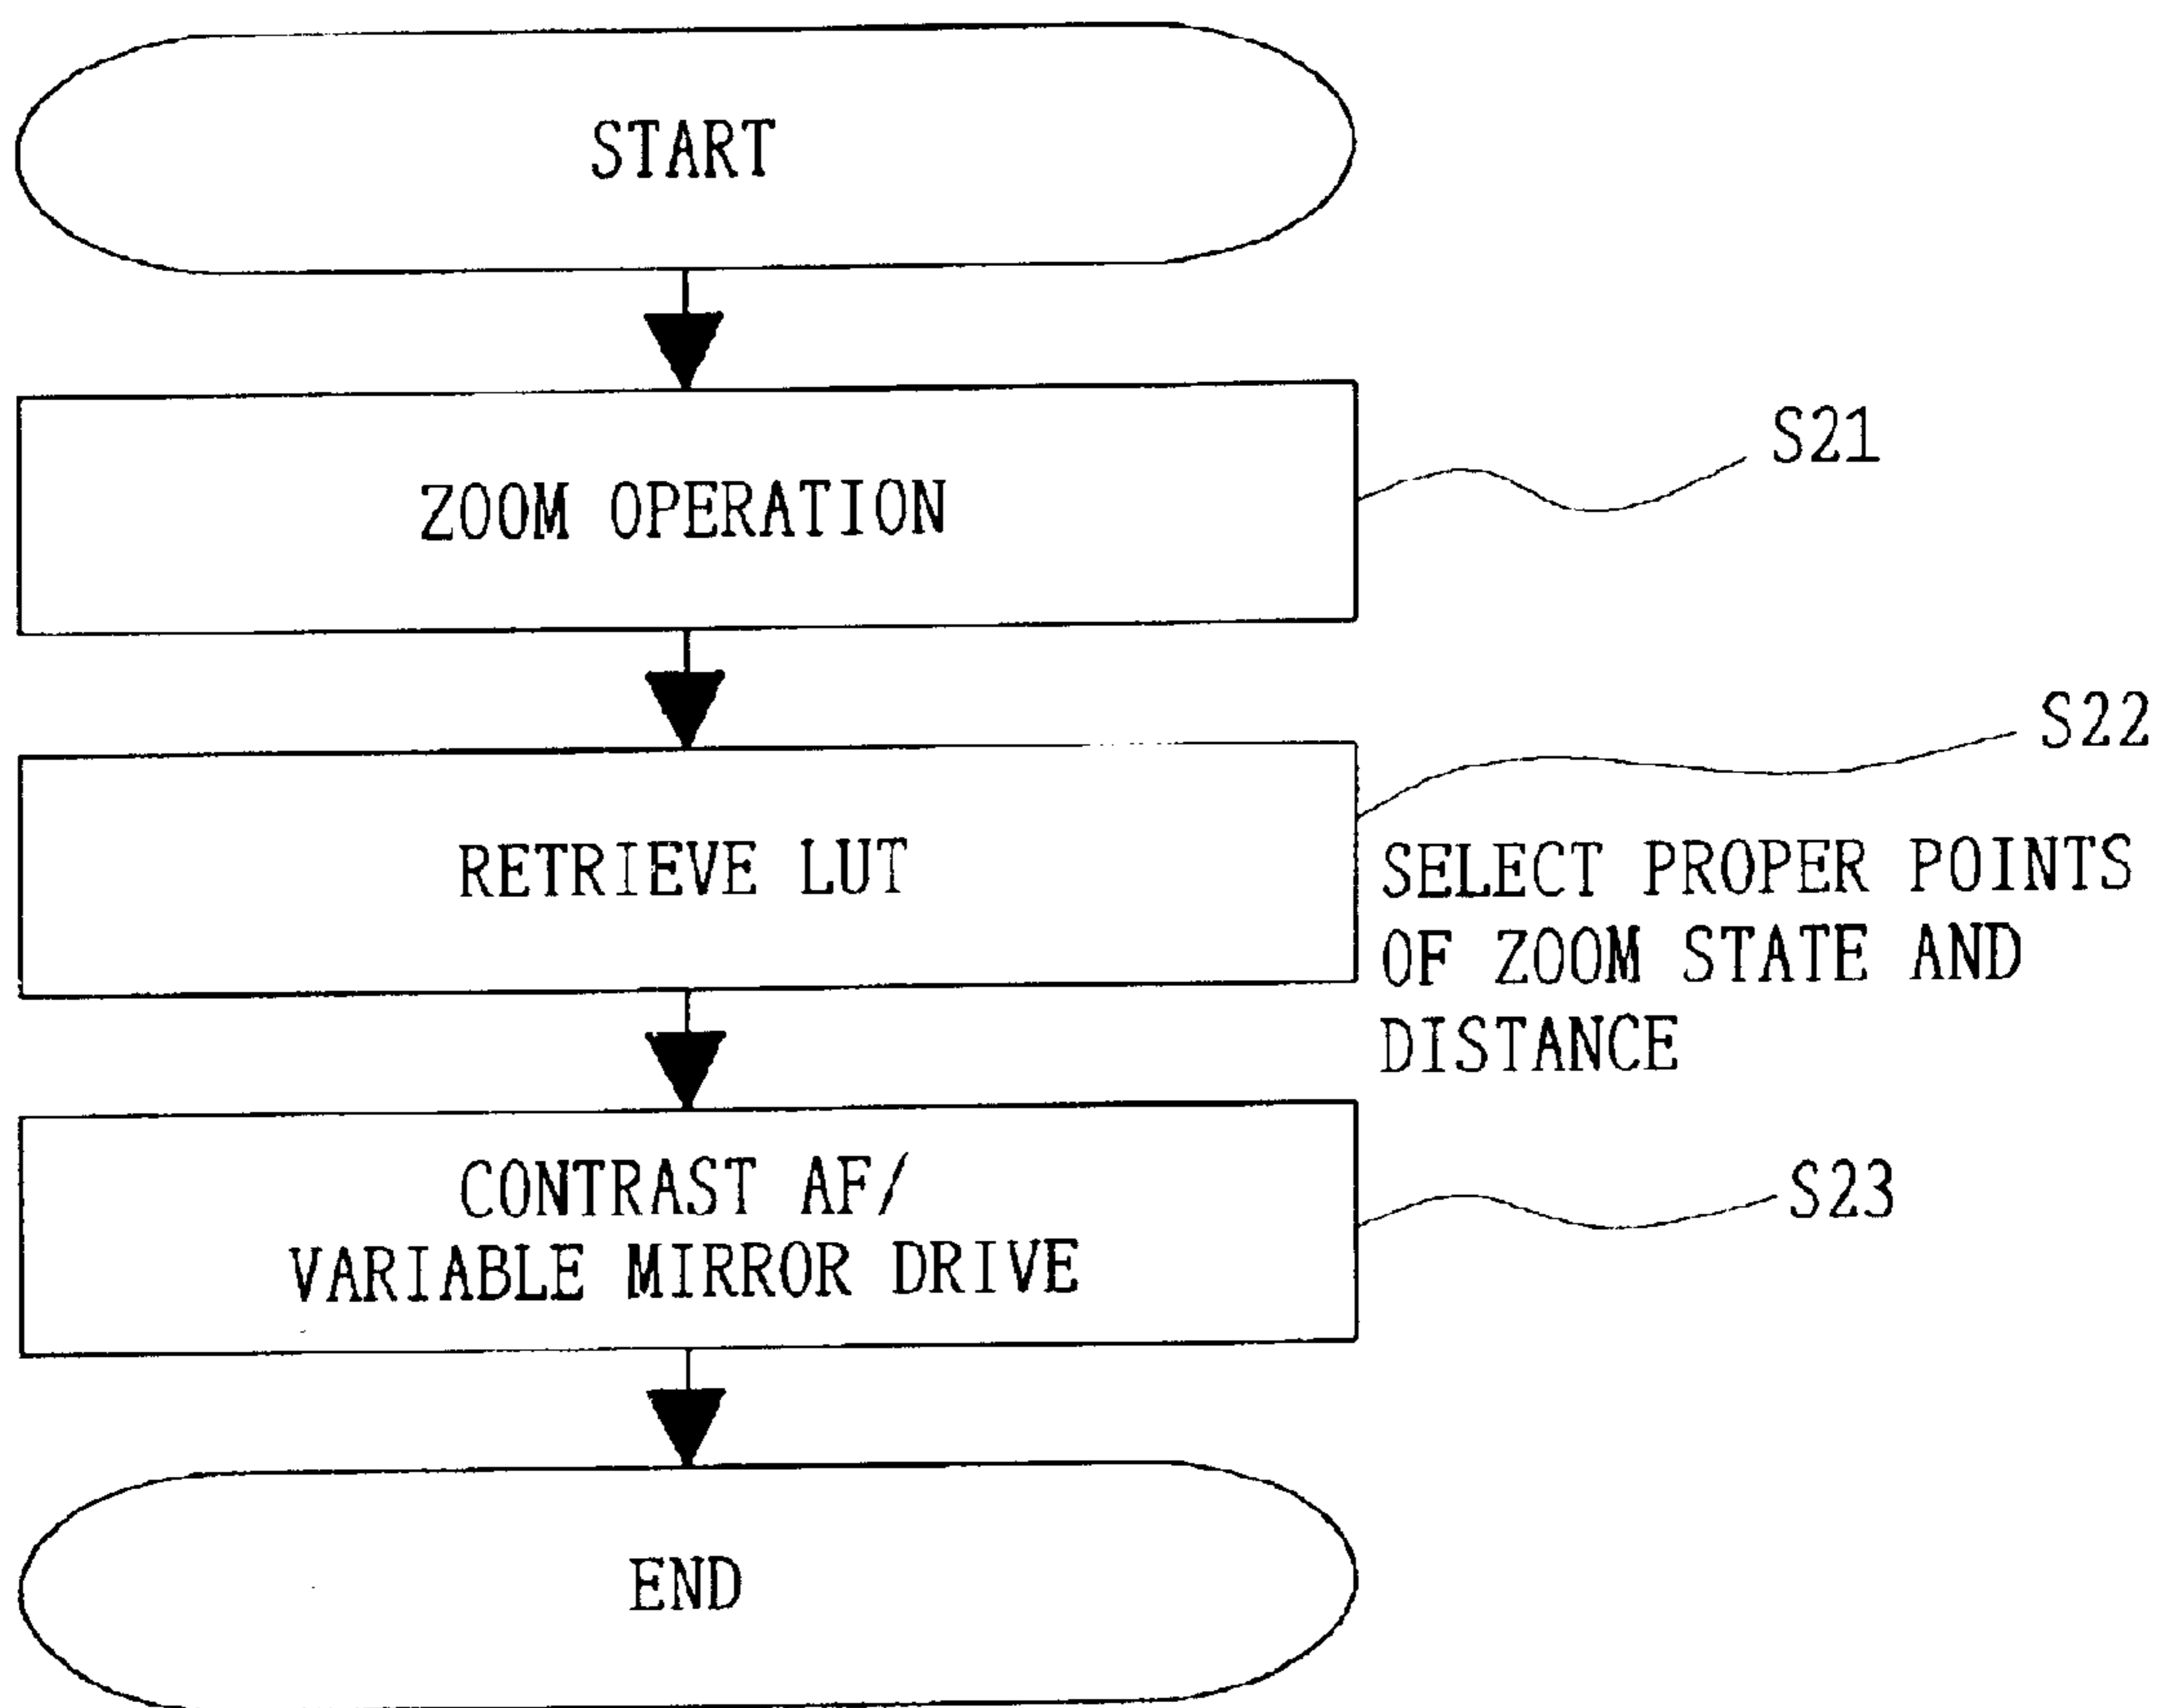 START
ZOOM OPERATION
S21
S22
RETRIEVE LUT
SELECT PROPER POINTS
OF ZOOM STATE AND
DISTANCE
CONTRAST AF/
VARIABLE MIRROR DRIVE
S23
END